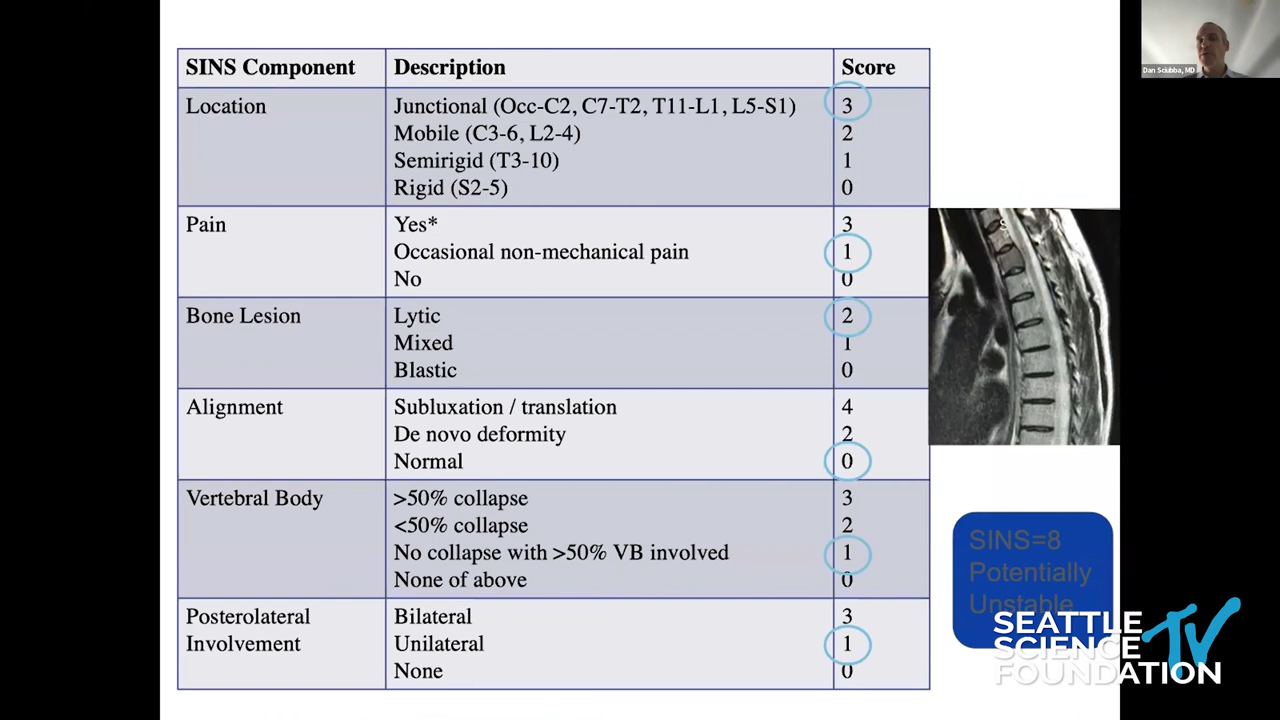 SINS Component Description Score
Location Junctional (Occ-C2, C7-T2, T11-L1, L5-S1) 3
Mobile (C3-6, L2-4) 2
Semirigid (T3-10) 1
Rigid (S2-5) 0
Pain Yes* 3
Occasional non-mechanical pain 1
No 0
Bone Lesion Lytic 2
Mixed 1
Blastic 0
Alignment Subluxation / translation 4
De novo deformity 2
Normal 0
Vertebral Body >50% collapse 3
<50% collapse 2
No collapse with >50% VB involved 1
None of above 0
Posterolateral Bilateral 3
Involvement Unilateral 1
None 0
Dan Sciubba, MD
S
SINS=8
Potentially
Unstable
SEATTLE
SCIENCE TV
FOUNDATION